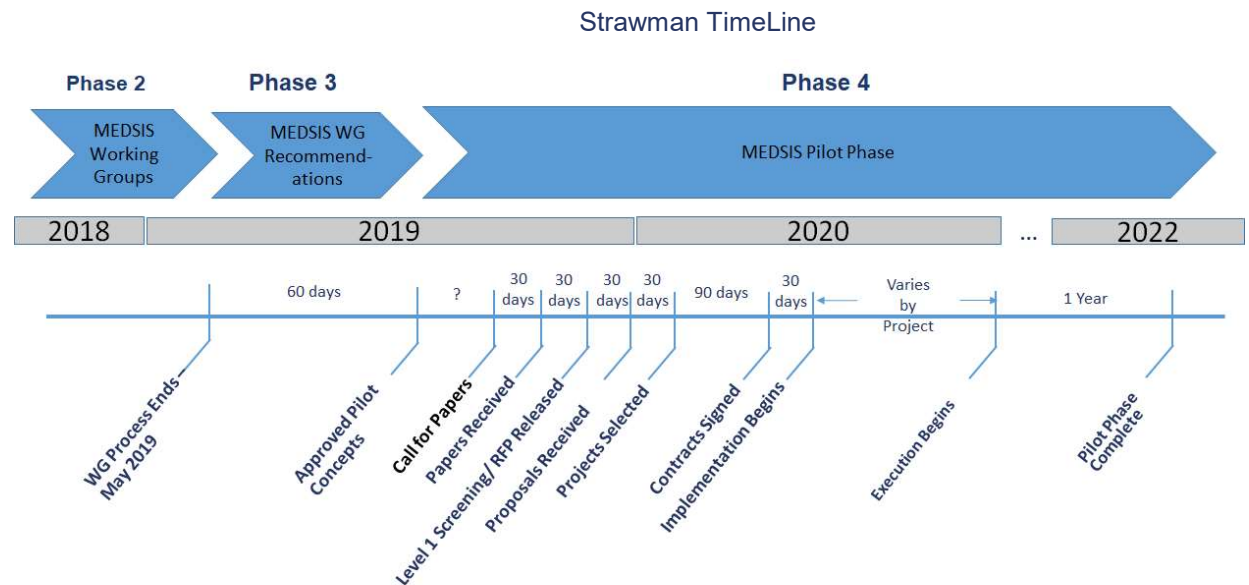 Strawman TimeLine
Phase 2
Phase 3
Phase 4
MEDSIS
Working
Groups
MEDSIS WG
Recommend-
ations
MEDSIS Pilot Phase
2018
2019
2020
...
2022
60 days
?
30
days
30
days
30
days
30
days
90 days
30
days
Varies
by
Project
1 Year
WG Process Ends
May 2019
Approved Pilot
Concepts
Call for Papers
Papers Received
Level 1 Screening/ RFP Released
Proposals Received
Projects Selected
Contracts Signed
Implementation Begins
Execution Begins
Pilot Phase
Complete